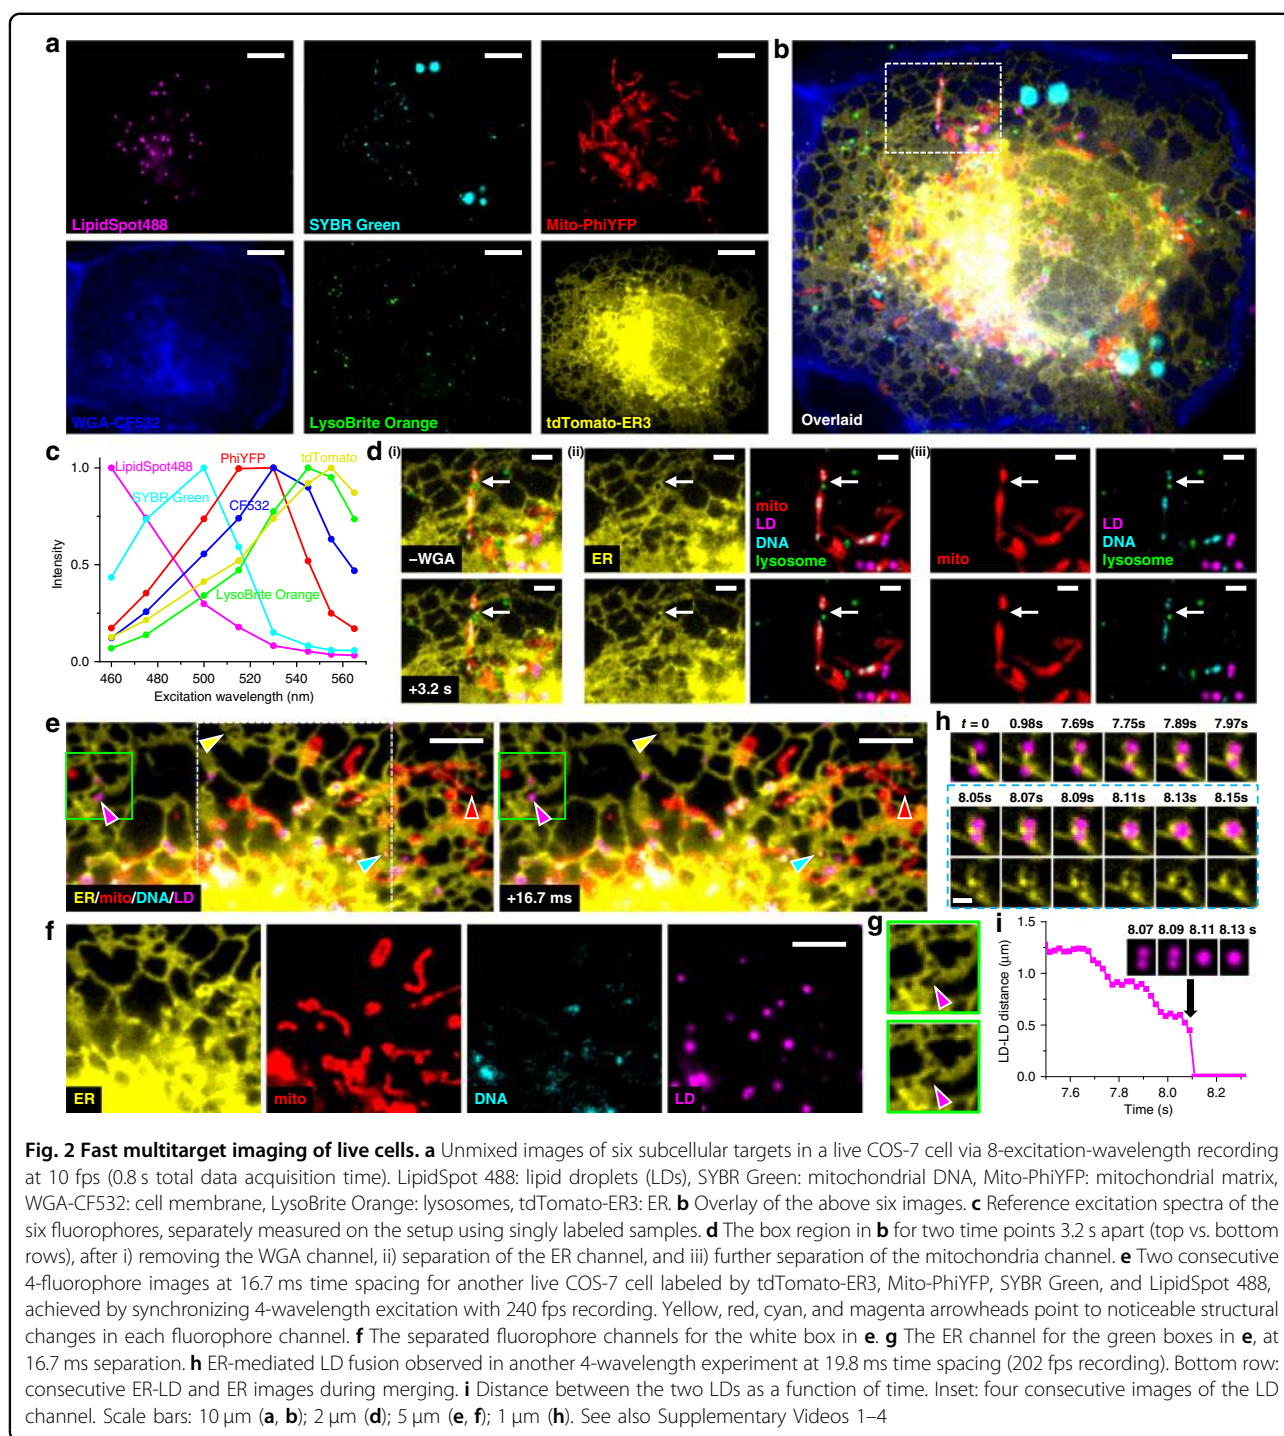 a
LipidSpot488
SYBR Green
Mito-PhiYFP
WGA-CF532
LysoBrite Orange
tdTomato-ER3
b
Overlaid
c
LipidSpot488
PhiYFP
tdTomato
SYBR Green
CF532
LysoBrite Orange
1.0
0.5
0.0
Intensity
460 480 500 520 540 560
Excitation wavelength (nm)
d
(i)
(ii)
(iii)
–WGA
ER
mito
LD
DNA
lysosome
mito
LD
DNA
lysosome
+3.2 s
e
ER/mito/DNA/LD
+16.7 ms
f
ER
mito
DNA
LD
g
h
t = 0 0.98s 7.69s 7.75s 7.89s 7.97s
8.05s 8.07s 8.09s 8.11s 8.13s 8.15s
i
8.07 8.09 8.11 8.13 s
1.5
1.0
0.5
0.0
LD-LD distance (µm)
7.6 7.8 8.0 8.2
Time (s)
Fig. 2 Fast multitarget imaging of live cells. a Unmixed images of six subcellular targets in a live COS-7 cell via 8-excitation-wavelength recording
at 10 fps (0.8 s total data acquisition time). LipidSpot 488: lipid droplets (LDs), SYBR Green: mitochondrial DNA, Mito-PhiYFP: mitochondrial matrix,
WGA-CF532: cell membrane, LysoBrite Orange: lysosomes, tdTomato-ER3: ER. b Overlay of the above six images. c Reference excitation spectra of the
six fluorophores, separately measured on the setup using singly labeled samples. d The box region in b for two time points 3.2 s apart (top vs. bottom
rows), after i) removing the WGA channel, ii) separation of the ER channel, and iii) further separation of the mitochondria channel. e Two consecutive
4-fluorophore images at 16.7 ms time spacing for another live COS-7 cell labeled by tdTomato-ER3, Mito-PhiYFP, SYBR Green, and LipidSpot 488,
achieved by synchronizing 4-wavelength excitation with 240 fps recording. Yellow, red, cyan, and magenta arrowheads point to noticeable structural
changes in each fluorophore channel. f The separated fluorophore channels for the white box in e. g The ER channel for the green boxes in e, at
16.7 ms separation. h ER-mediated LD fusion observed in another 4-wavelength experiment at 19.8 ms time spacing (202 fps recording). Bottom row:
consecutive ER-LD and ER images during merging. i Distance between the two LDs as a function of time. Inset: four consecutive images of the LD
channel. Scale bars: 10 µm (a, b); 2 µm (d); 5 µm (e, f); 1 µm (h). See also Supplementary Videos 1–4